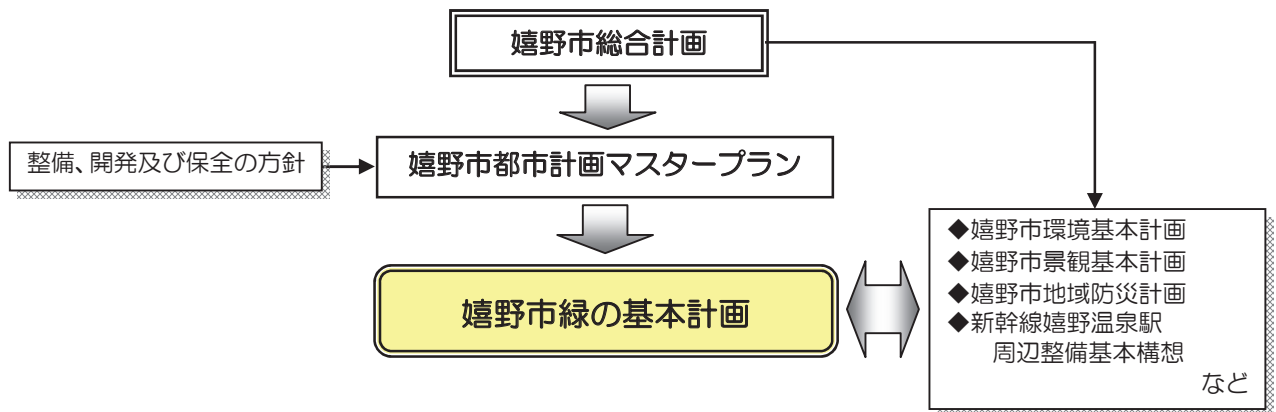 嬉野市総合計画
整備、開発及び保全の方針
嬉野市都市計画マスタープラン
嬉野市緑の基本計画
◆嬉野市環境基本計画
◆嬉野市景観基本計画
◆嬉野市地域防災計画
◆新幹線嬉野温泉駅
周辺整備基本構想
など